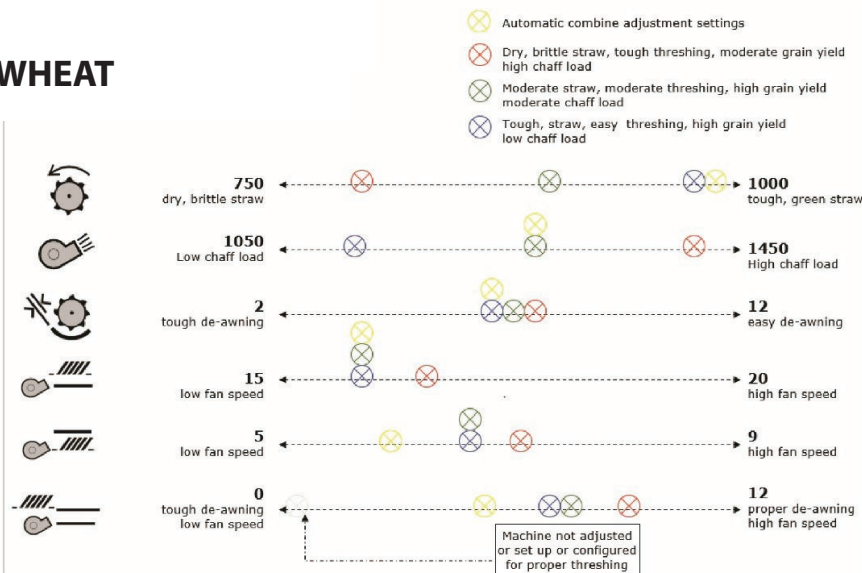 Automatic combine adjustment settings
WHEAT
Dry, brittle straw, tough threshing, moderate grain yield
high chaff load
Moderate straw, moderate threshing, high grain yield
moderate chaff load
Tough, straw, easy threshing, high grain yield
low chaff load
750
dry, brittle straw
1000
tough, green straw
1050
Low chaff load
1450
High chaff load
2
tough de-awning
12
easy de-awning
15
low fan speed
20
high fan speed
5
low fan speed
9
high fan speed
0
tough de-awning
low fan speed
12
proper de-awning
high fan speed
Machine not adjusted
or set up or configured
for proper threshing